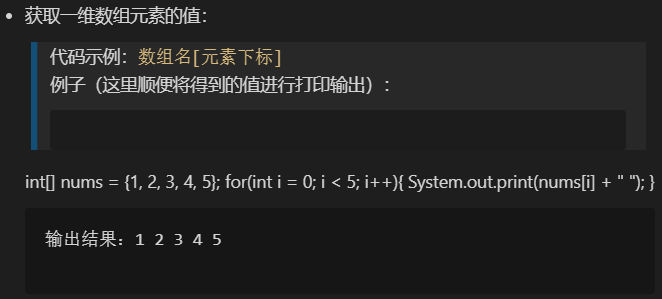 获取一维数组元素的值：
代码示例：数组名[元素下标]
例子（这里顺便将得到的值进行打印输出）：
int[] nums = {1, 2, 3, 4, 5}; for(int i = 0; i < 5; i++){ System.out.print(nums[i] + " "); }
输出结果：1 2 3 4 5